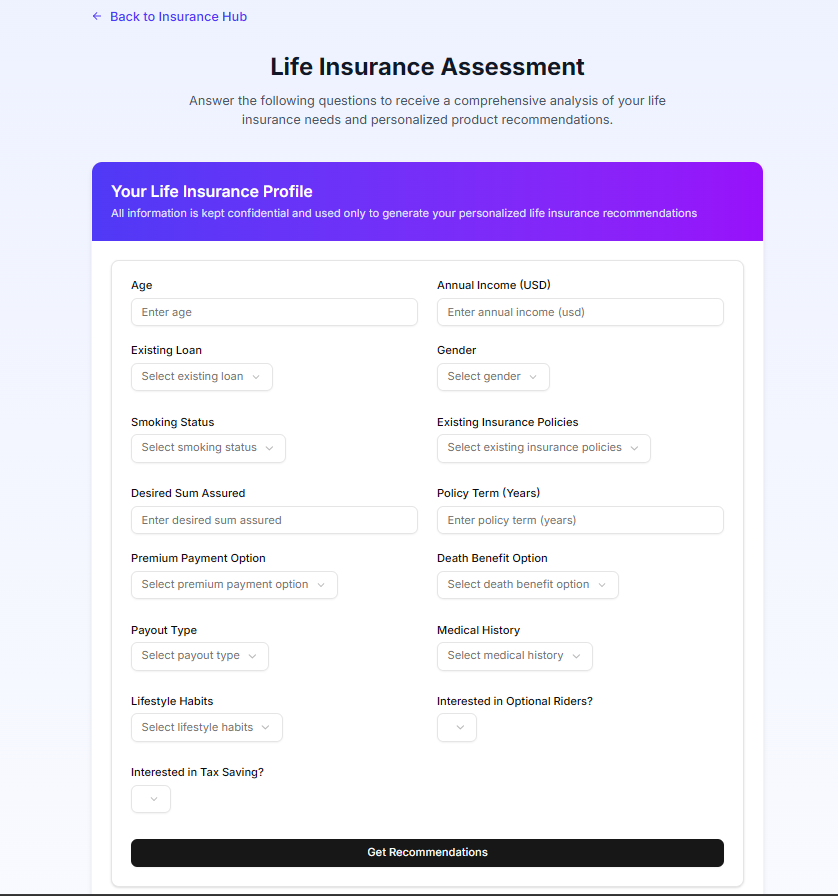 ← Back to Insurance Hub
Life Insurance Assessment
Answer the following questions to receive a comprehensive analysis of your life
insurance needs and personalized product recommendations.
Your Life Insurance Profile
All information is kept confidential and used only to generate your personalized life insurance recommendations
Age
Enter age
Annual Income (USD)
Enter annual income (usd)
Existing Loan
Select existing loan
Gender
Select gender
Smoking Status
Select smoking status
Existing Insurance Policies
Select existing insurance policies
Desired Sum Assured
Enter desired sum assured
Policy Term (Years)
Enter policy term (years)
Premium Payment Option
Select premium payment option
Death Benefit Option
Select death benefit option
Payout Type
Select payout type
Medical History
Select medical history
Lifestyle Habits
Select lifestyle habits
Interested in Optional Riders?
Interested in Tax Saving?
Get Recommendations